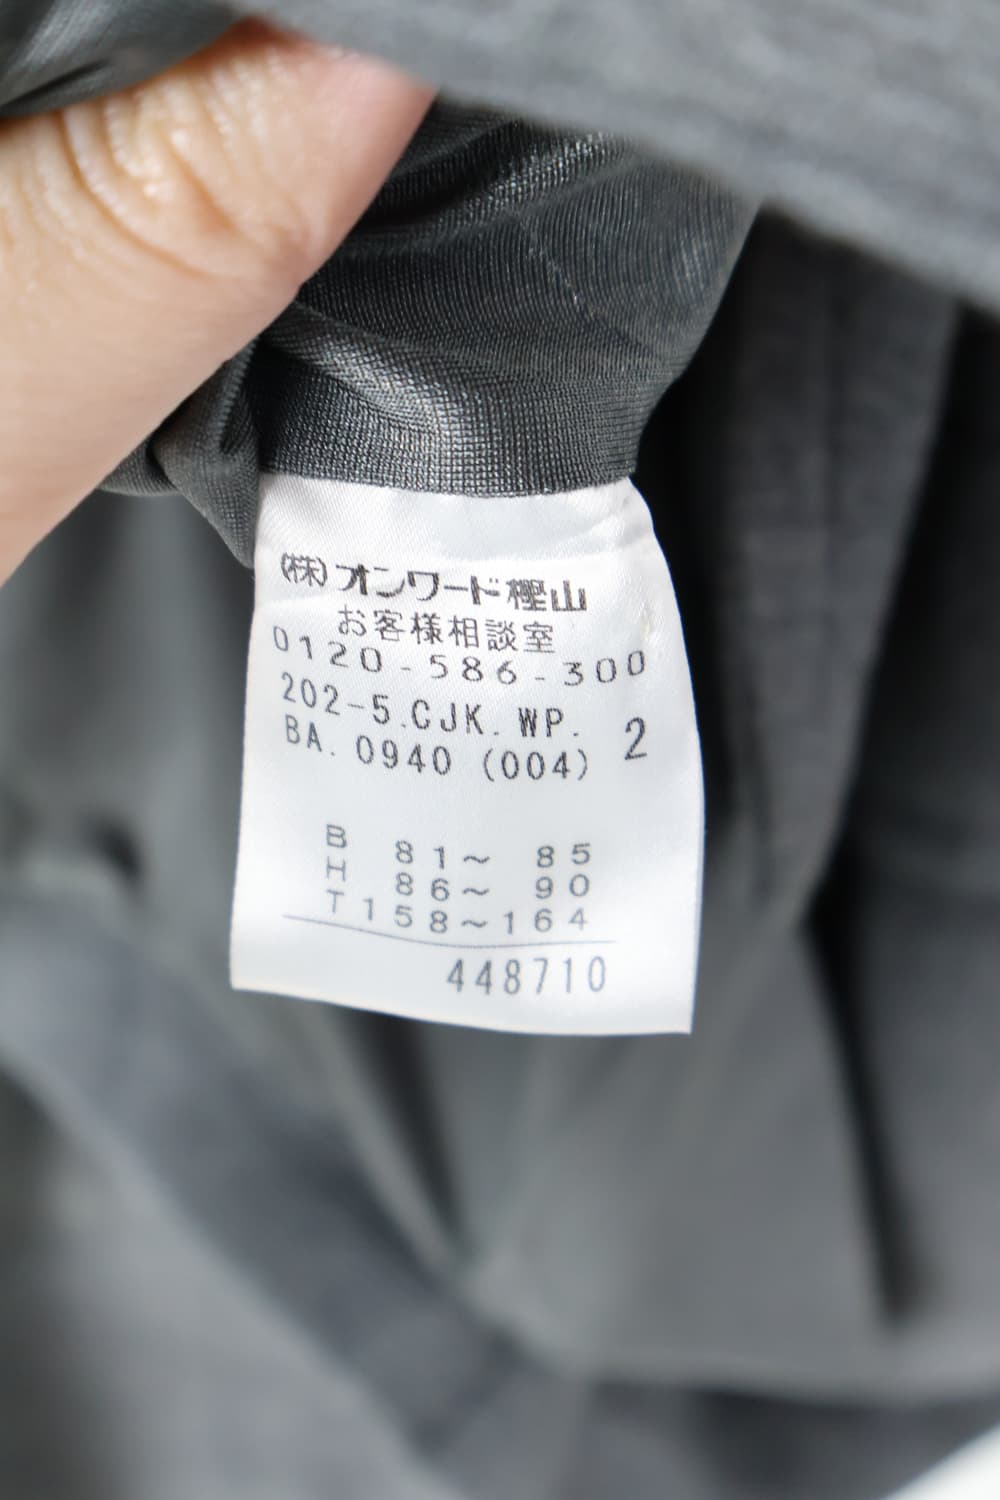 (株)オンワード樫山
お客様相談室
0120-586-300
202-5.CJK.WP. 2
BA.0940(004)
B 81～ 85
H 86～ 90
T158～164
448710